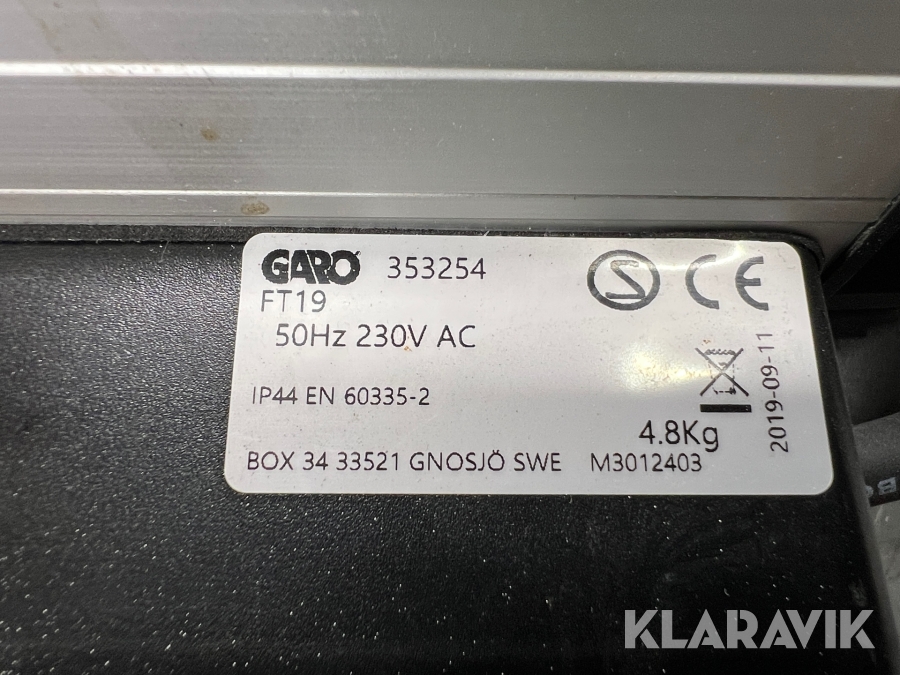 GARO 353254
FT19
50Hz 230V AC
IP44 EN 60335-2
4.8Kg
2019-09-11
BOX 34 33521 GNOSJÖ SWE M3012403
KLARAVIK